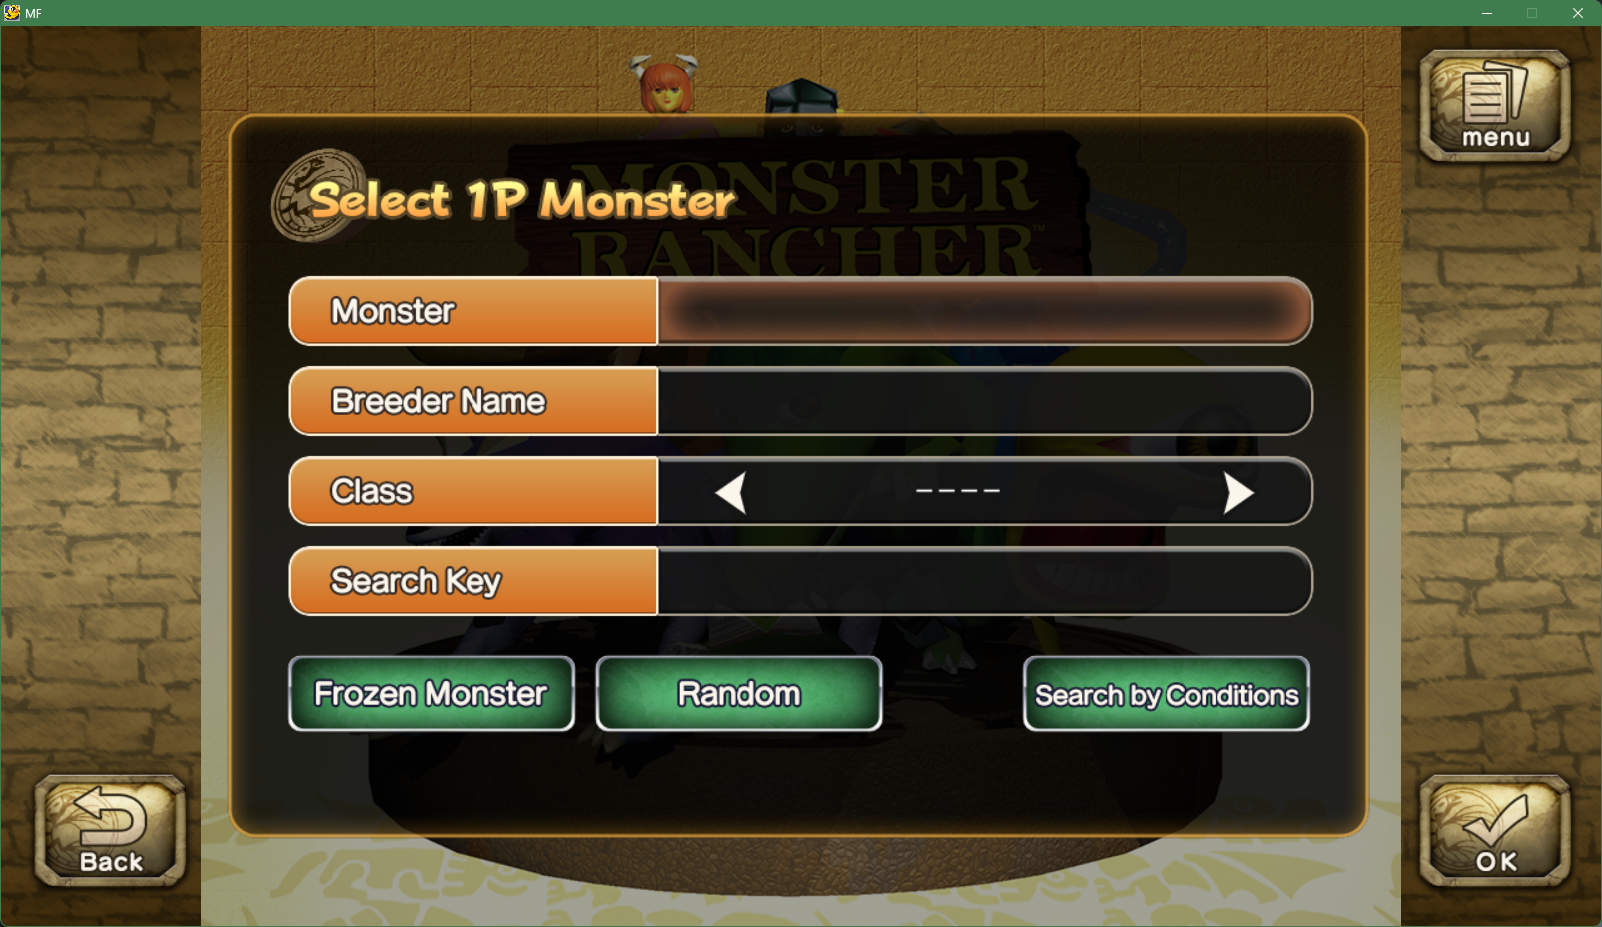 MF
menu
Select 1P Monster
MONSTER
RANCHER™
Monster
Breeder Name
Class
----
Search Key
Frozen Monster
Random
Search by Conditions
Back
OK